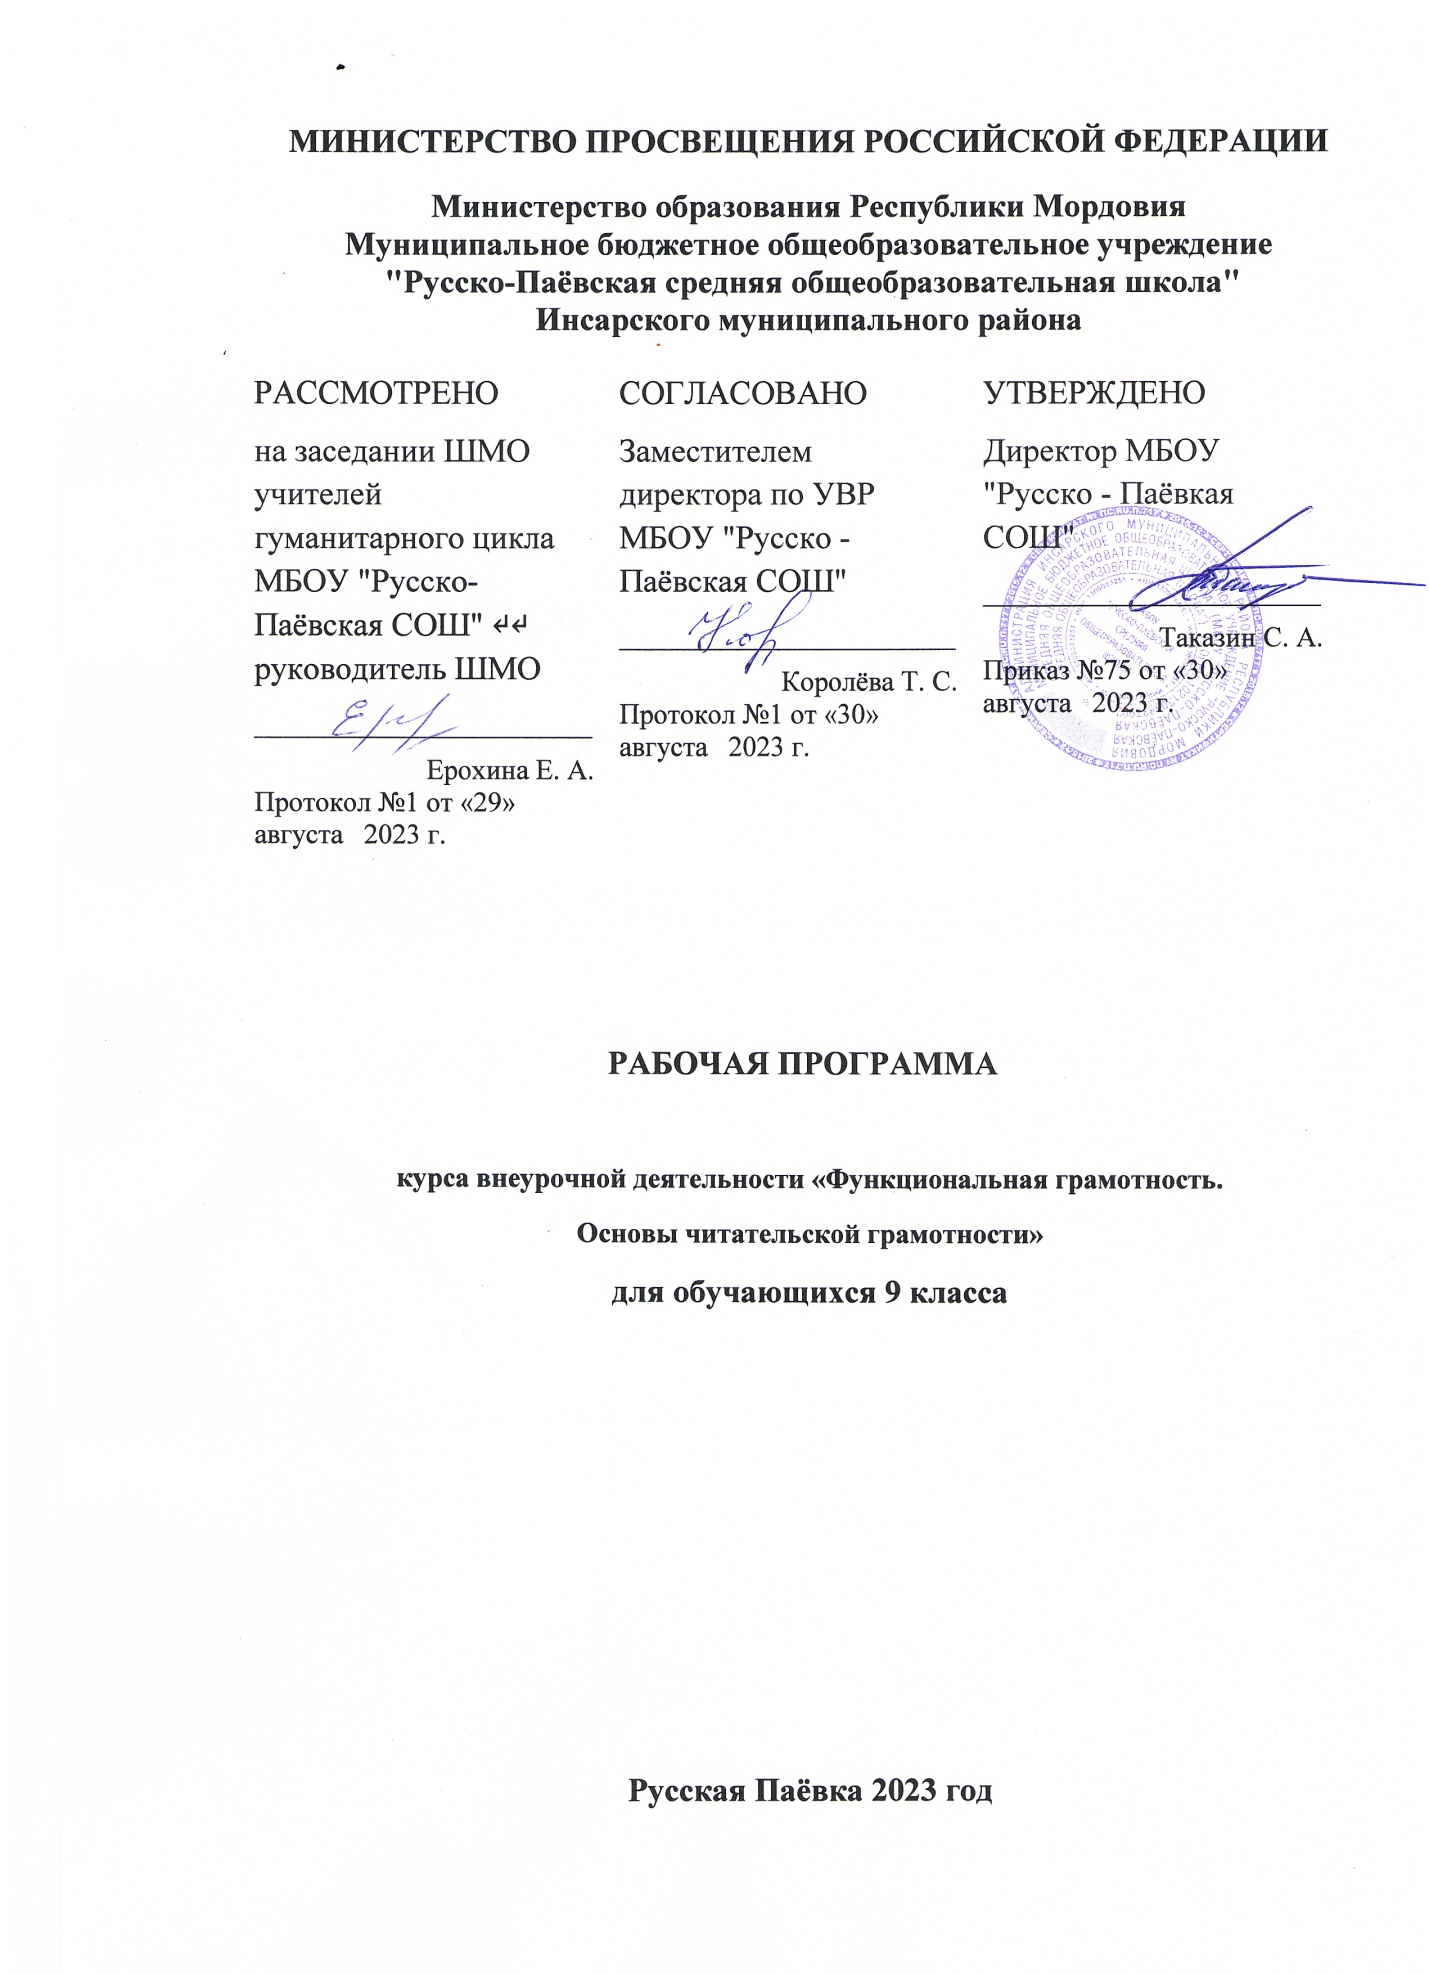 МИНИСТЕРСТВО ПРОСВЕЩЕНИЯ РОССИЙСКОЙ ФЕДЕРАЦИИ
Министерство образования Республики Мордовия
Муниципальное бюджетное общеобразовательное учреждение
"Русско-Паёвская средняя общеобразовательная школа"
Инсарского муниципального района
РАССМОТРЕНО
на заседании ШМО
учителей
гуманитарного цикла
МБОУ "Русско-
Паёвская СОШ" ↵↵
руководитель ШМО
Ерохина Е. А.
Протокол №1 от «29»
августа 2023 г.
СОГЛАСОВАНО
Заместителем
директора по УВР
МБОУ "Русско -
Паёвская СОШ"
Королёва Т. С.
Протокол №1 от «30»
августа 2023 г.
УТВЕРЖДЕНО
Директор МБОУ
"Русско - Паёвкая
СОШ"
Таказин С. А.
Приказ №75 от «30»
августа 2023 г.
РАБОЧАЯ ПРОГРАММА
курса внеурочной деятельности «Функциональная грамотность.
Основы читательской грамотности»
для обучающихся 9 класса
Русская Паёвка 2023 год